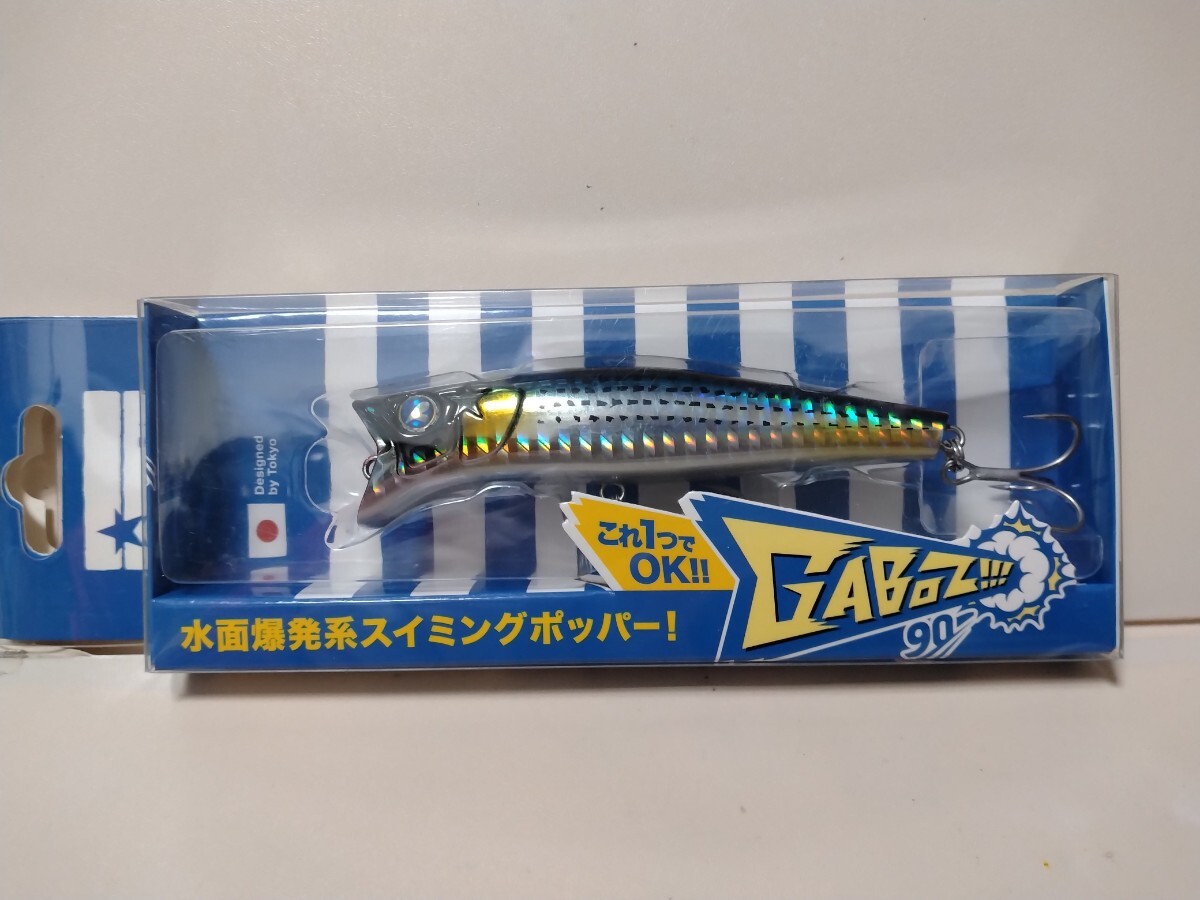 Designed
by Tokyo
これ1つで
OK!!
GABOZ!!!
90
水面爆発系スイミングポッパー!